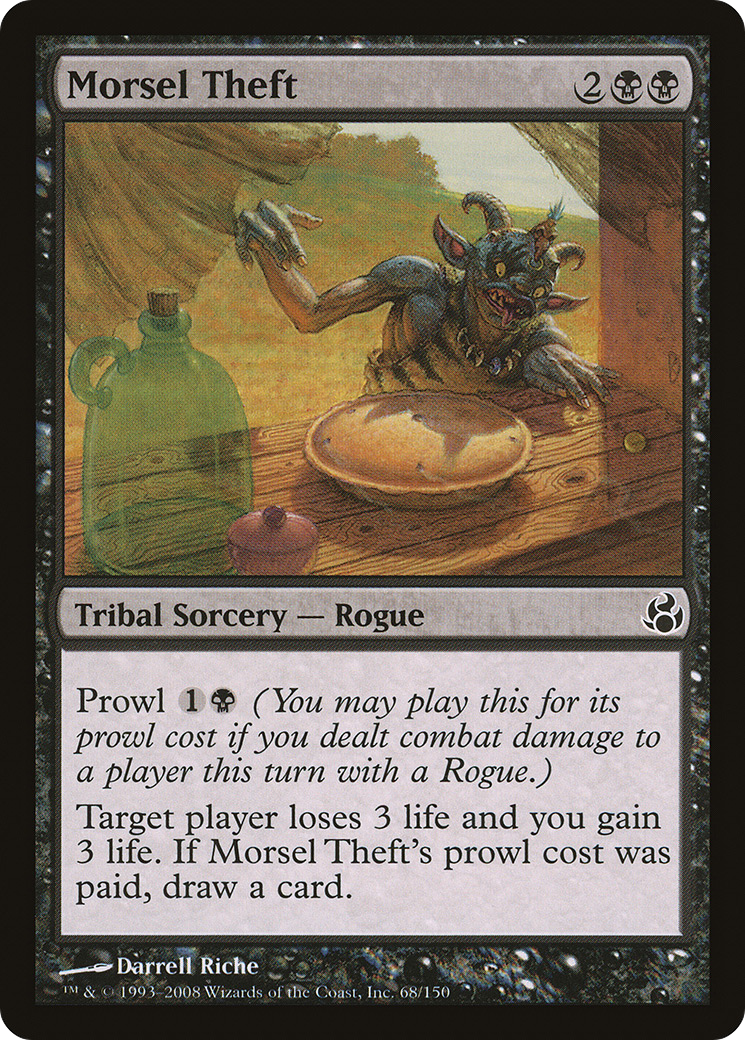 Morsel Theft 2
Tribal Sorcery — Rogue
Prowl 1 (You may play this for its
prowl cost if you dealt combat damage to
a player this turn with a Rogue.)
Target player loses 3 life and you gain
3 life. If Morsel Theft's prowl cost was
paid, draw a card.
Darrell Riche
™ & © 1993–2008 Wizards of the Coast, Inc. 68/150